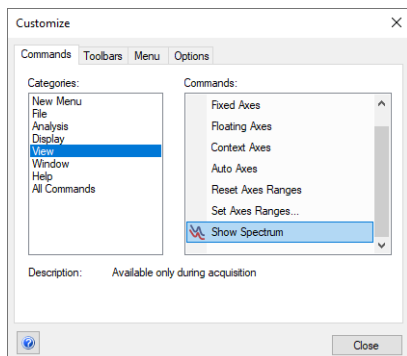 Customize
Commands Toolbars Menu Options
Categories: Commands:
New Menu
File
Analysis
Display
View
Window
Help
All Commands
Fixed Axes
Floating Axes
Context Axes
Auto Axes
Reset Axes Ranges
Set Axes Ranges...
Show Spectrum
Description: Available only during acquisition
?
Close